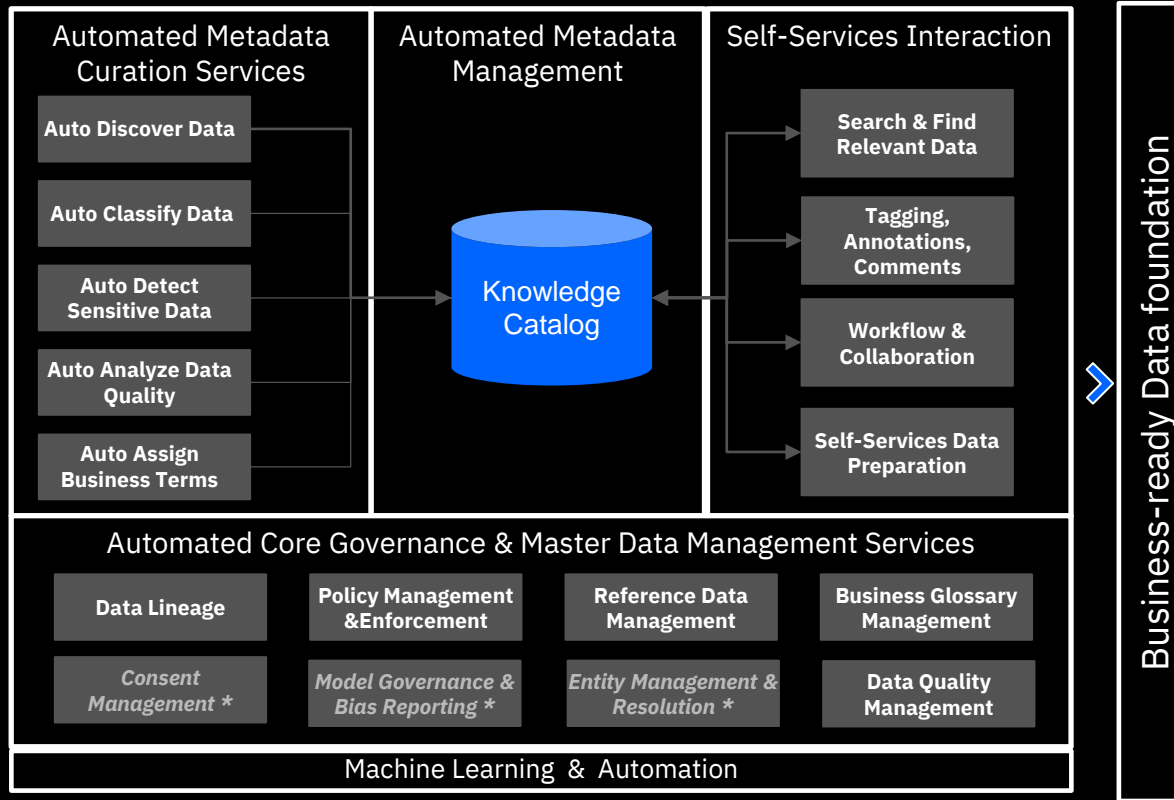 Automated Metadata
Curation Services
Auto Discover Data
Auto Classify Data
Auto Detect
Sensitive Data
Auto Analyze Data
Quality
Auto Assign
Business Terms
Automated Metadata
Management
Knowledge
Catalog
Self-Services Interaction
Search & Find
Relevant Data
Tagging,
Annotations,
Comments
Workflow &
Collaboration
Self-Services Data
Preparation
Automated Core Governance & Master Data Management Services
Data Lineage
Policy Management
&Enforcement
Reference Data
Management
Business Glossary
Management
Consent
Management *
Model Governance &
Bias Reporting *
Entity Management &
Resolution *
Data Quality
Management
Machine Learning & Automation
Business-ready Data foundation